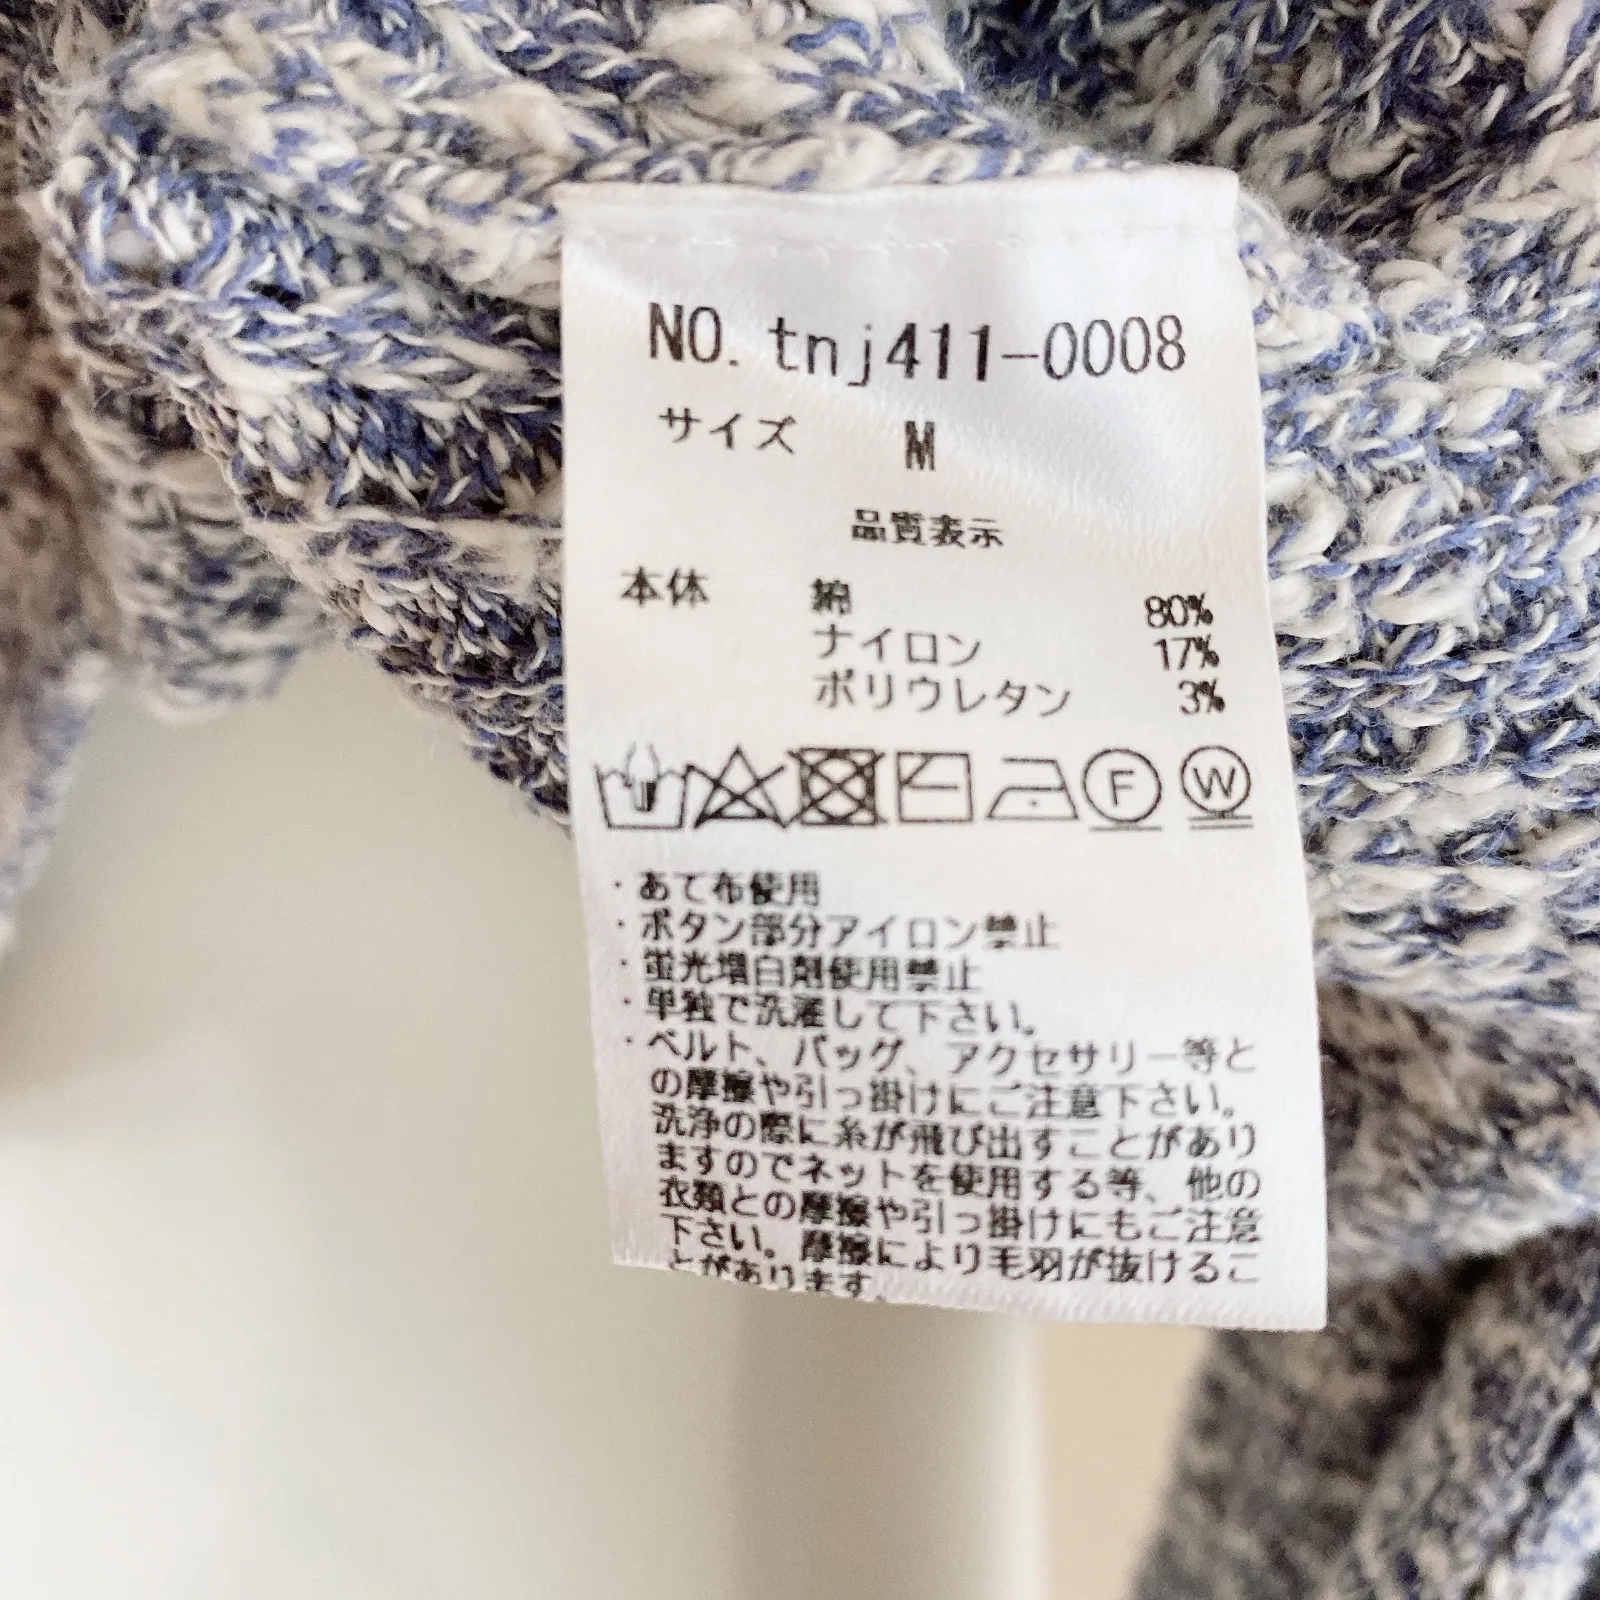 NO. tnj411-0008
サイズ M
品質表示
本体 綿 80%
ナイロン 17%
ポリウレタン 3%
F W
・あて布使用
・ボタン部分アイロン禁止
・蛍光増白剤使用禁止
・単独で洗濯して下さい。
・ベルト、バッグ、アクセサリー等と
の摩擦や引っ掛けにご注意下さい。
洗浄の際に糸が飛び出すことがあり
ますのでネットを使用する等、他の
衣類との摩擦や引っ掛けにもご注意
下さい。摩擦により毛羽が抜けるこ
とがあります。